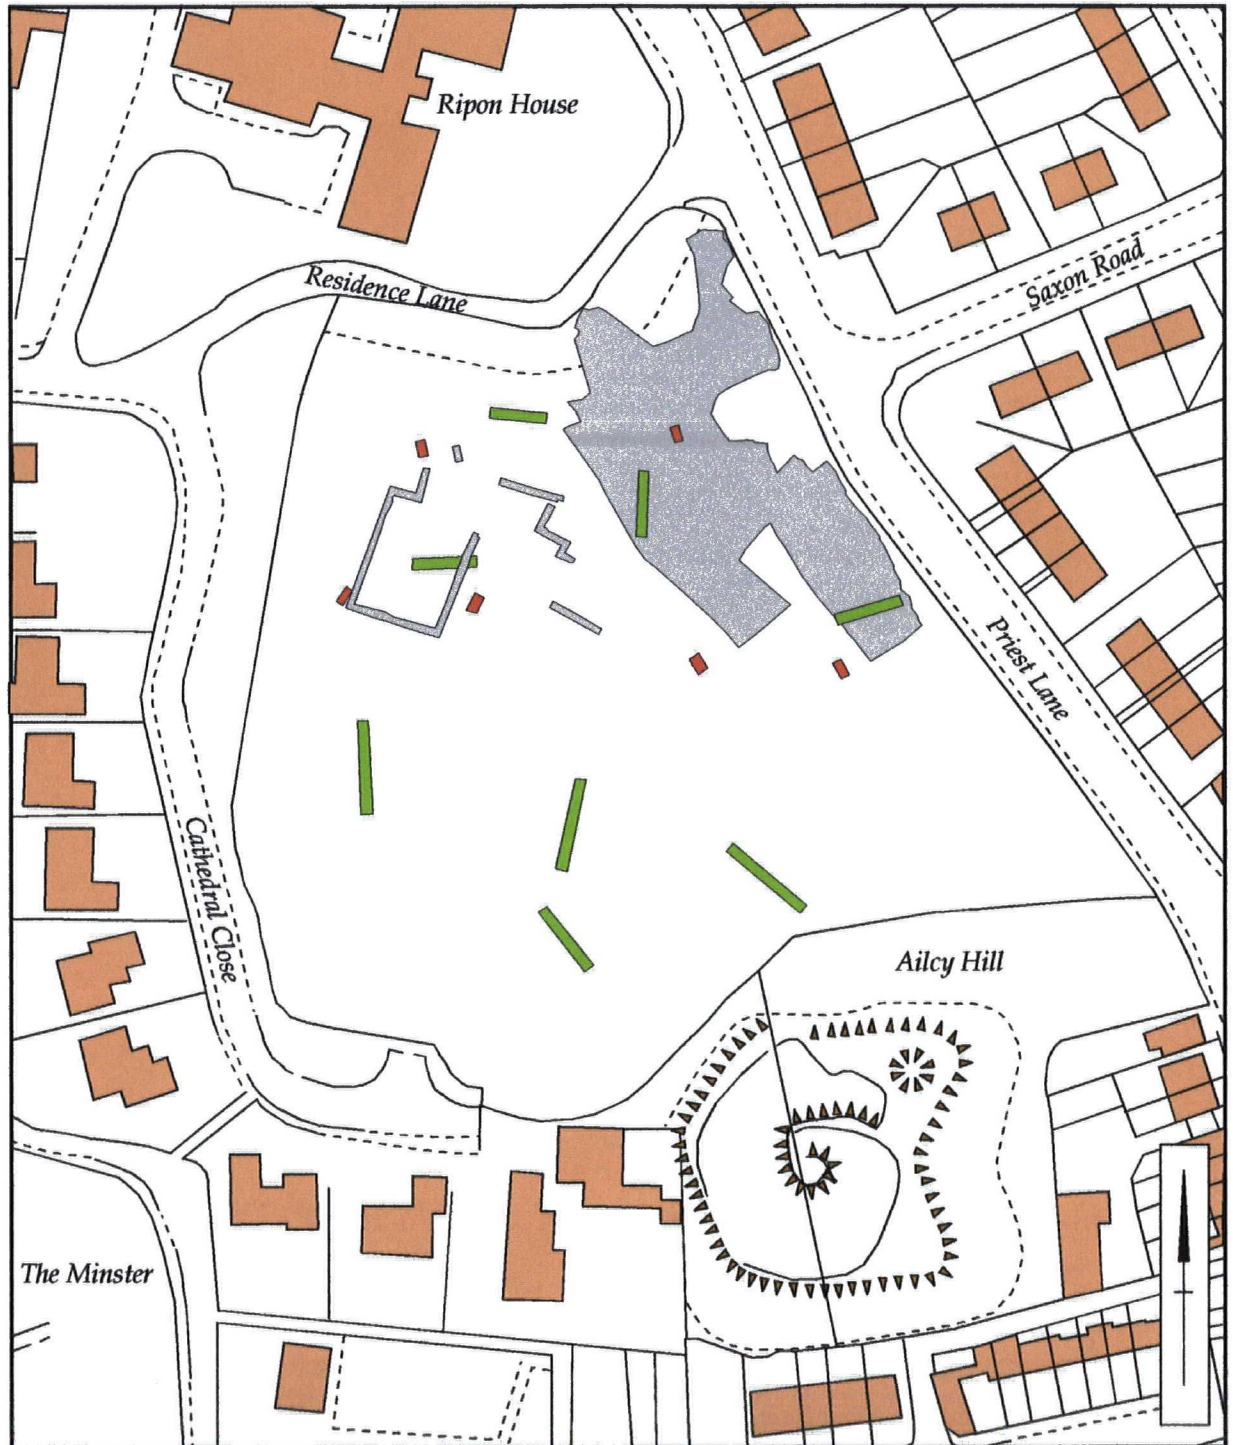 Ripon House
Residence Lane
Saxon Road
Priest Lane
Cathedral Close
Ailcy Hill
The Minster